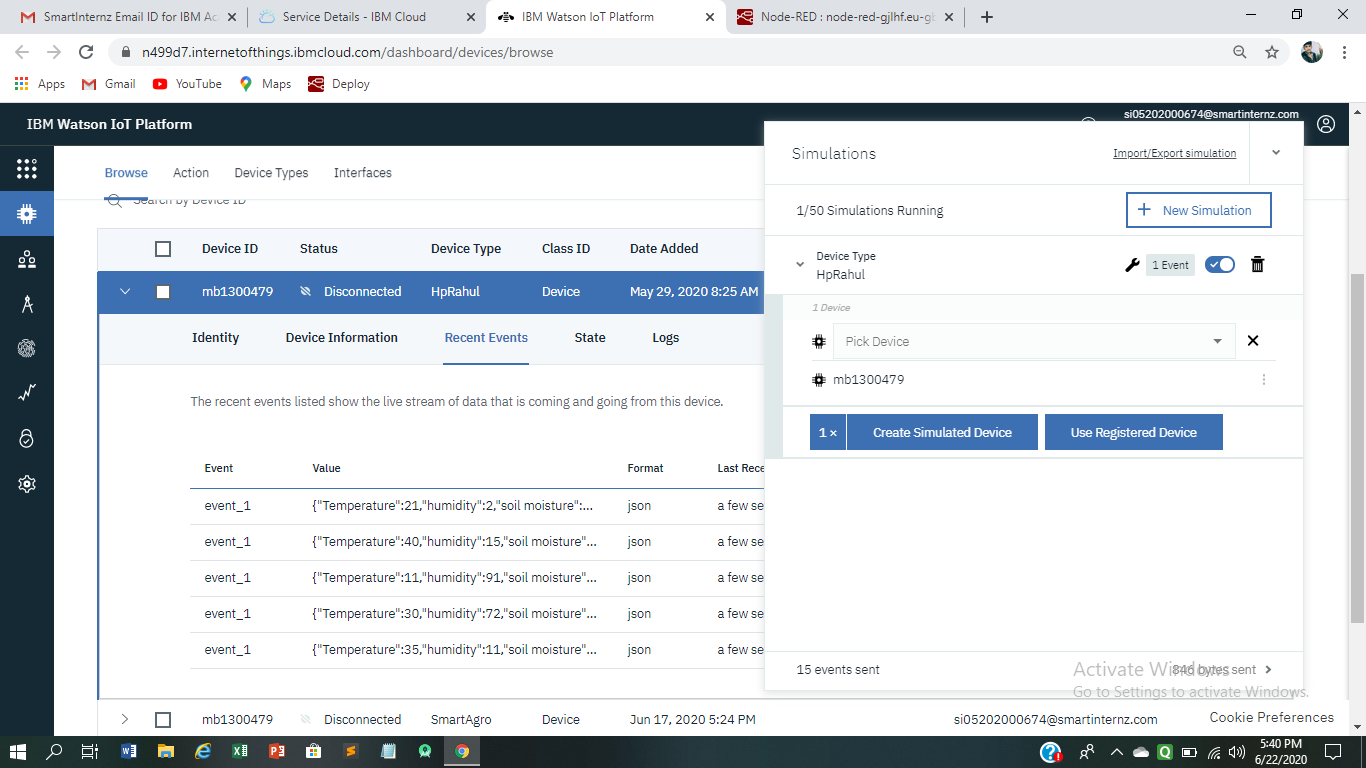 SmartInternz Email ID for IBM Ac
Service Details - IBM Cloud
IBM Watson IoT Platform
Node-RED : node-red-gjlhf.eu-gb
n499d7.internetofthings.ibmcloud.com/dashboard/devices/browse
Apps
Gmail
YouTube
Maps
Deploy
IBM Watson IoT Platform
si05202000674@smartinternz.com
Browse
Action
Device Types
Interfaces
Search by Device ID
Device ID
Status
Device Type
Class ID
Date Added
mb1300479
Disconnected
HpRahul
Device
May 29, 2020 8:25 AM
Identity
Device Information
Recent Events
State
Logs
The recent events listed show the live stream of data that is coming and going from this device.
Event
Value
Format
Last Rece
event_1
{"Temperature":21,"humidity":2,"soil moisture":...
json
a few se
event_1
{"Temperature":40,"humidity":15,"soil moisture"...
json
a few se
event_1
{"Temperature":11,"humidity":91,"soil moisture"...
json
a few se
event_1
{"Temperature":30,"humidity":72,"soil moisture"...
json
a few se
event_1
{"Temperature":35,"humidity":11,"soil moisture"...
json
a few se
mb1300479
Disconnected
SmartAgro
Device
Jun 17, 2020 5:24 PM
si05202000674@smartinternz.com
Simulations
Import/Export simulation
1/50 Simulations Running
+ New Simulation
Device Type
HpRahul
1 Event
1 Device
Pick Device
mb1300479
1 ×
Create Simulated Device
Use Registered Device
15 events sent
846 bytes sent
Activate Windows
Go to Settings to activate Windows.
Cookie Preferences
5:40 PM
6/22/2020